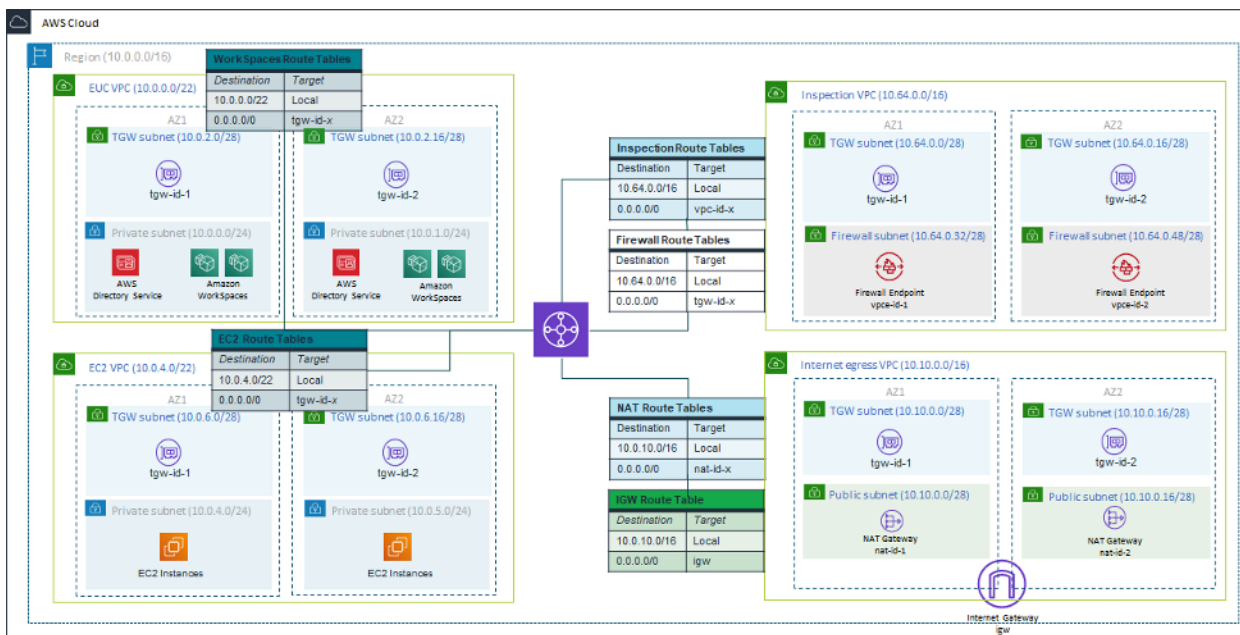 AWS Cloud
Region (10.0.0.0/16)
WorkSpaces Route Tables
Destination Target
10.0.0.0/22 Local
0.0.0.0/0 tgw-id-x
EUC VPC (10.0.0.0/22)
AZ1
TGW subnet (10.0.2.0/28)
tgw-id-1
Private subnet (10.0.0.0/24)
AWS
Directory Service
Amazon
WorkSpaces
AZ2
TGW subnet (10.0.2.16/28)
tgw-id-2
Private subnet (10.0.1.0/24)
AWS
Directory Service
Amazon
WorkSpaces
EC2 Route Tables
Destination Target
10.0.4.0/22 Local
0.0.0.0/0 tgw-id-x
EC2 VPC (10.0.4.0/22)
AZ1
TGW subnet (10.0.6.0/28)
tgw-id-1
Private subnet (10.0.4.0/24)
EC2 Instances
AZ2
TGW subnet (10.0.6.16/28)
tgw-id-2
Private subnet (10.0.5.0/24)
EC2 Instances
Inspection Route Tables
Destination Target
10.64.0.0/16 Local
0.0.0.0/0 vpc-id-x
Firewall Route Tables
Destination Target
10.64.0.0/16 Local
0.0.0.0/0 tgw-id-x
NAT Route Tables
Destination Target
10.0.10.0/16 Local
0.0.0.0/0 nat-id-x
IGW Route Table
Destination Target
10.0.10.0/16 Local
0.0.0.0/0 igw
Inspection VPC (10.64.0.0/16)
AZ1
TGW subnet (10.64.0.0/28)
tgw-id-1
Firewall subnet (10.64.0.32/28)
Firewall Endpoint
vpce-id-1
AZ2
TGW subnet (10.64.0.16/28)
tgw-id-2
Firewall subnet (10.64.0.48/28)
Firewall Endpoint
vpce-id-2
Internet egress VPC (10.10.0.0/16)
AZ1
TGW subnet (10.10.0.0/28)
tgw-id-1
Public subnet (10.10.0.0/28)
NAT Gateway
nat-id-1
AZ2
TGW subnet (10.10.0.16/28)
tgw-id-2
Public subnet (10.10.0.16/28)
NAT Gateway
nat-id-2
Internet Gateway
igw